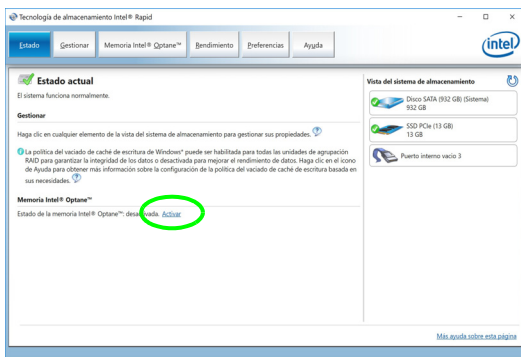 Tecnología de almacenamiento Intel® Rapid
Estado
Gestionar
Memoria Intel® Optane™
Rendimiento
Preferencias
Ayuda
intel
Estado actual
El sistema funciona normalmente.
Gestionar
Haga clic en cualquier elemento de la vista del sistema de almacenamiento para gestionar sus propiedades.
La política del vaciado de caché de escritura de Windows* puede ser habilitada para todas las unidades de agrupación
RAID para garantizar la integridad de los datos o desactivada para mejorar el rendimiento de datos. Haga clic en el icono
de Ayuda para obtener más información sobre la configuración de la política del vaciado de caché de escritura basada en
sus necesidades.
Memoria Intel® Optane™
Estado de la memoria Intel® Optane™: desactivada. Activar
Vista del sistema de almacenamiento
Disco SATA (932 GB) (Sistema)
932 GB
SSD PCIe (13 GB)
13 GB
Puerto interno vacío 3
Más ayuda sobre esta página